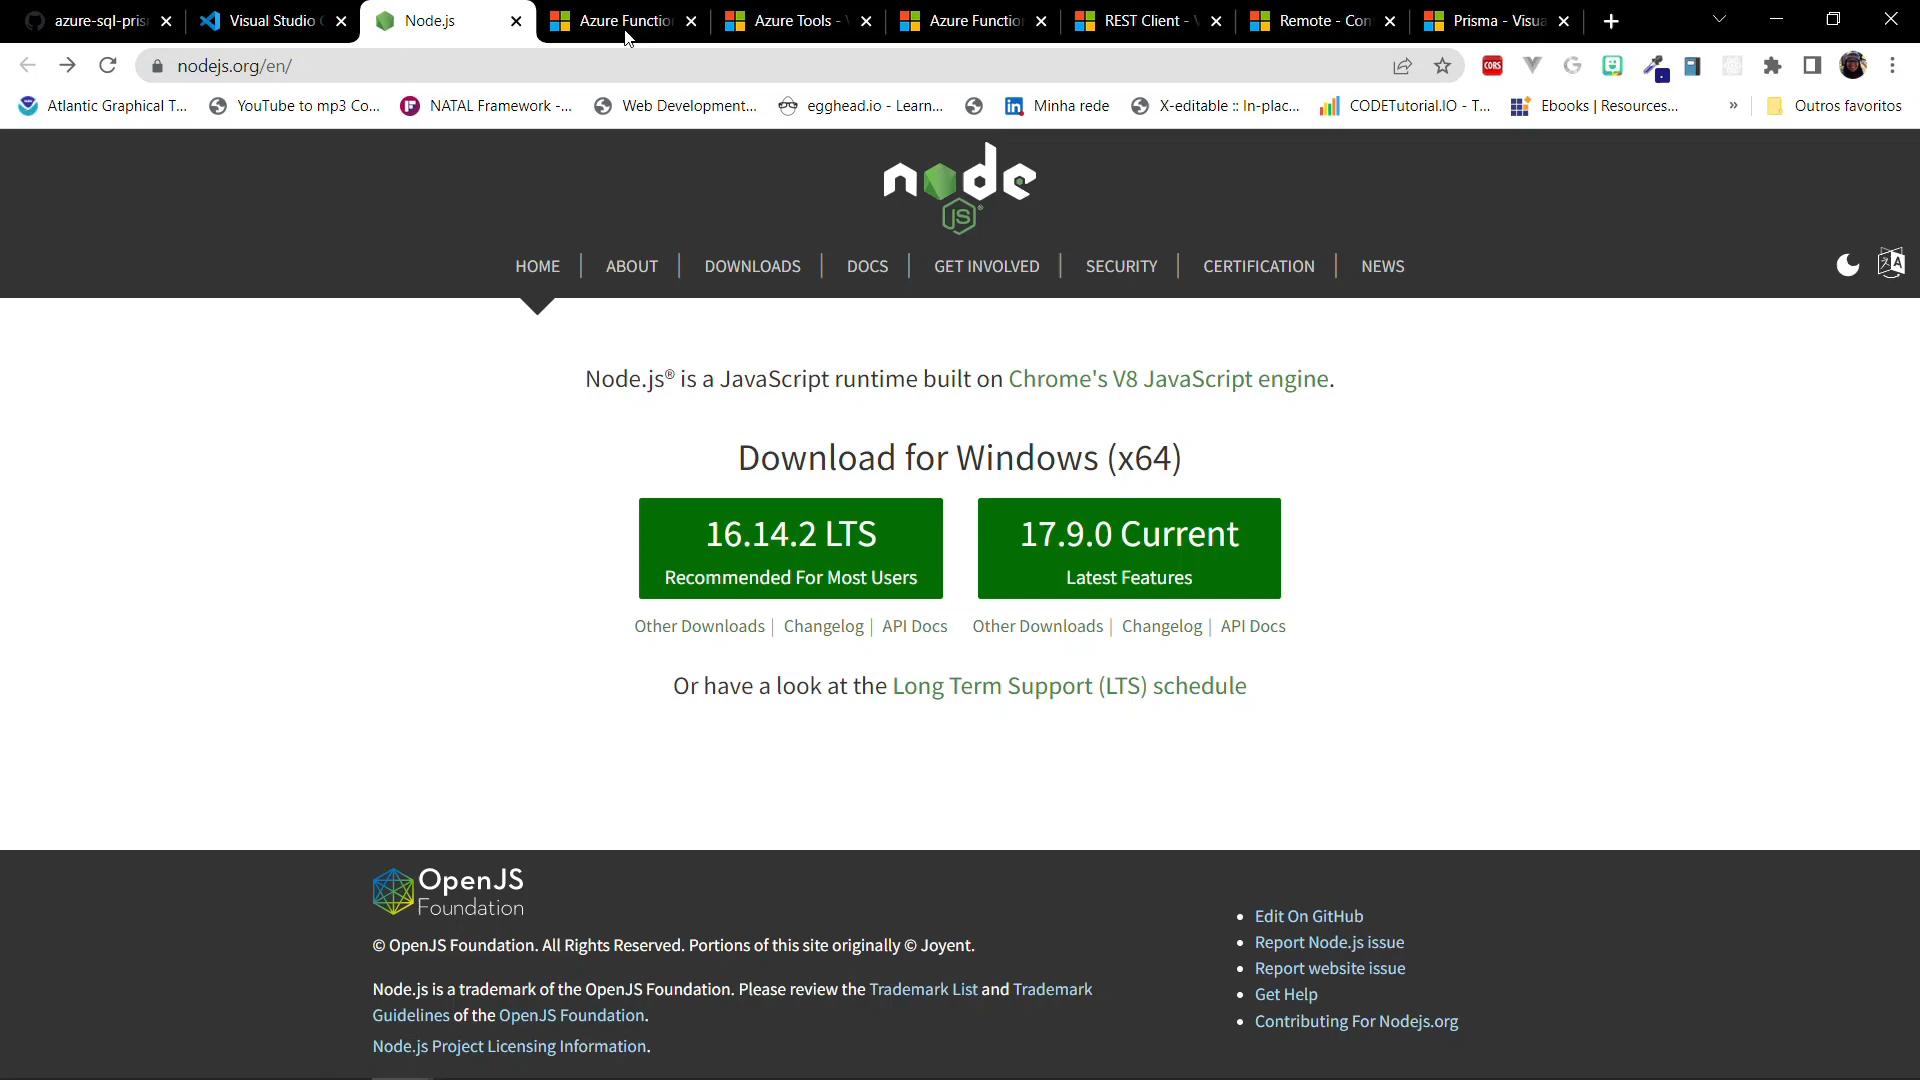 azure-sql-pris
Visual Studio C
Node.js
Azure Functio
Azure Tools - V
Azure Functio
REST Client - V
Remote - Con
Prisma - Visua
nodejs.org/en/
CORS
Atlantic Graphical T...
YouTube to mp3 Co...
NATAL Framework -...
Web Development...
egghead.io - Learn...
Minha rede
X-editable :: In-plac...
CODETutorial.IO - T...
Ebooks | Resources...
»
Outros favoritos
node
JS®
HOME
ABOUT
DOWNLOADS
DOCS
GET INVOLVED
SECURITY
CERTIFICATION
NEWS
Node.js® is a JavaScript runtime built on Chrome's V8 JavaScript engine.
Download for Windows (x64)
16.14.2 LTS
Recommended For Most Users
17.9.0 Current
Latest Features
Other Downloads | Changelog | API Docs
Other Downloads | Changelog | API Docs
Or have a look at the Long Term Support (LTS) schedule
OpenJS
Foundation
© OpenJS Foundation. All Rights Reserved. Portions of this site originally © Joyent.
Node.js is a trademark of the OpenJS Foundation. Please review the Trademark List and Trademark
Guidelines of the OpenJS Foundation.
Node.js Project Licensing Information.
Edit On GitHub
Report Node.js issue
Report website issue
Get Help
Contributing For Nodejs.org